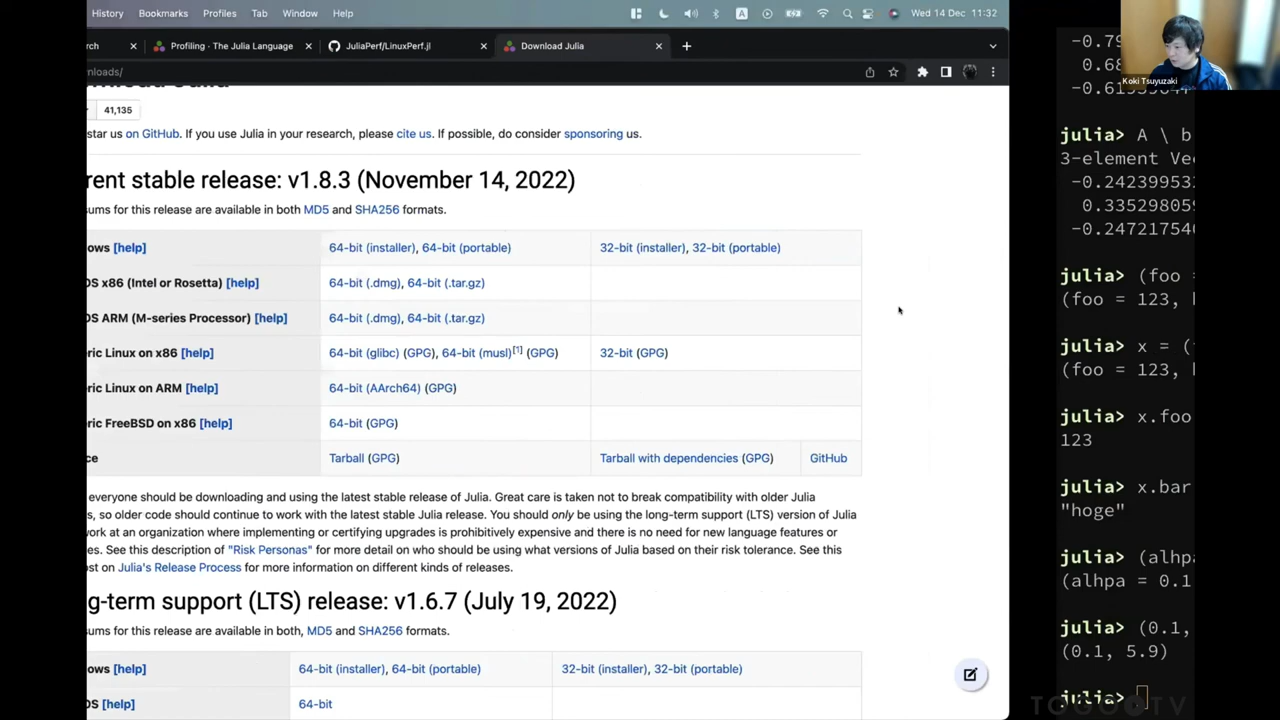 History Bookmarks Profiles Tab Window Help
A
Wed 14 Dec 11:32
rch
Profiling · The Julia Language
JuliaPerf/LinuxPerf.jl
Download Julia
nloads/
41,135
star us on GitHub. If you use Julia in your research, please cite us. If possible, do consider sponsoring us.
rent stable release: v1.8.3 (November 14, 2022)
sums for this release are available in both MD5 and SHA256 formats.
ows [help] 64-bit (installer), 64-bit (portable) 32-bit (installer), 32-bit (portable)
OS x86 (Intel or Rosetta) [help] 64-bit (.dmg), 64-bit (.tar.gz)
OS ARM (M-series Processor) [help] 64-bit (.dmg), 64-bit (.tar.gz)
eric Linux on x86 [help] 64-bit (glibc) (GPG), 64-bit (musl)[1] (GPG) 32-bit (GPG)
eric Linux on ARM [help] 64-bit (AArch64) (GPG)
eric FreeBSD on x86 [help] 64-bit (GPG)
ce Tarball (GPG) Tarball with dependencies (GPG) GitHub
everyone should be downloading and using the latest stable release of Julia. Great care is taken not to break compatibility with older Julia
s, so older code should continue to work with the latest stable release. You should only be using the long-term support (LTS) version of Julia
work at an organization where implementing or certifying upgrades is prohibitively expensive and there is no need for new language features or
es. See this description of "Risk Personas" for more detail on who should be using what versions of Julia based on their risk tolerance. See this
st on Julia's Release Process for more information on different kinds of releases.
g-term support (LTS) release: v1.6.7 (July 19, 2022)
sums for this release are available in both, MD5 and SHA256 formats.
ows [help] 64-bit (installer), 64-bit (portable) 32-bit (installer), 32-bit (portable)
OS [help] 64-bit
Koki Tsuyuzaki
-0.79
0.68
julia> A \ b
3-element Vec
-0.24239953
0.33529805
-0.24721754
julia> (foo =
(foo = 123, b
julia> x = (
(foo = 123, b
julia> x.foo
123
julia> x.bar
"hoge"
julia> (alhp
(alhpa = 0.1
julia> (0.1,
(0.1, 5.9)
julia>
TOGOTV